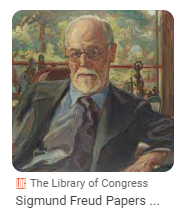 The Library of Congress
Sigmund Freud Papers ...